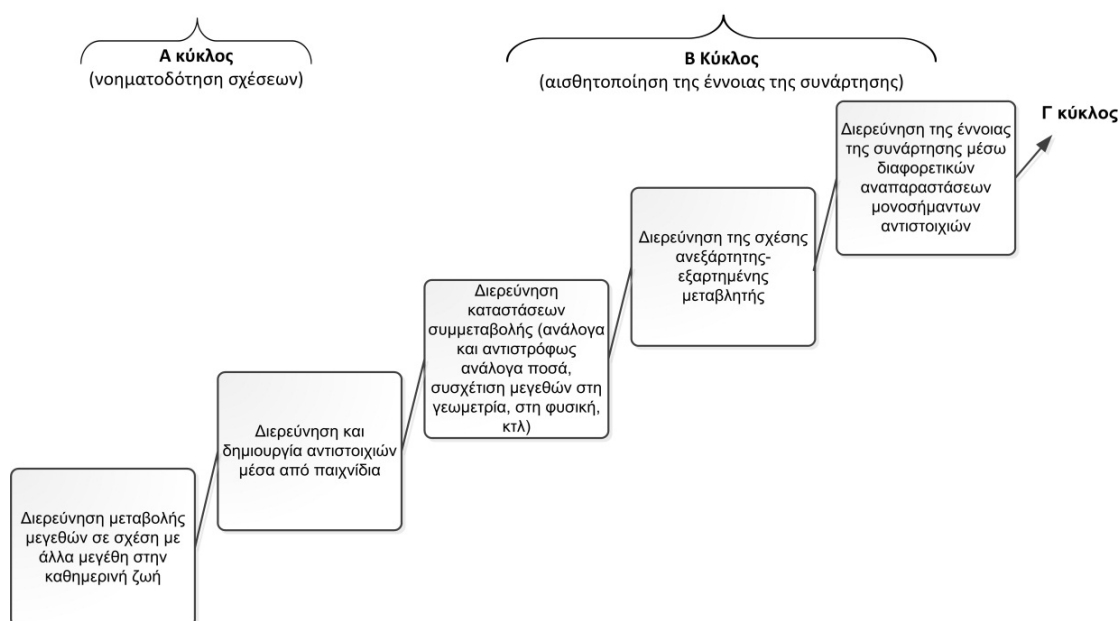 Α κύκλος
(νοηματοδότηση σχέσεων)
Β Κύκλος
(αισθητοποίηση της έννοιας της συνάρτησης)
Γ κύκλος
Διερεύνηση μεταβολής
μεγεθών σε σχέση με
άλλα μεγέθη στην
καθημερινή ζωή
Διερεύνηση και
δημιουργία αντιστοιχιών
μέσα από παιχνίδια
Διερεύνηση
καταστάσεων
συμμεταβολής (ανάλογα
και αντιστρόφως
ανάλογα ποσά,
συσχέτιση μεγεθών στη
γεωμετρία, στη φυσική,
κτλ)
Διερεύνηση της σχέσης
ανεξάρτητης-
εξαρτημένης
μεταβλητής
Διερεύνηση της έννοιας
της συνάρτησης μέσω
διαφορετικών
αναπαραστάσεων
μονοσήμαντων
αντιστοιχιών